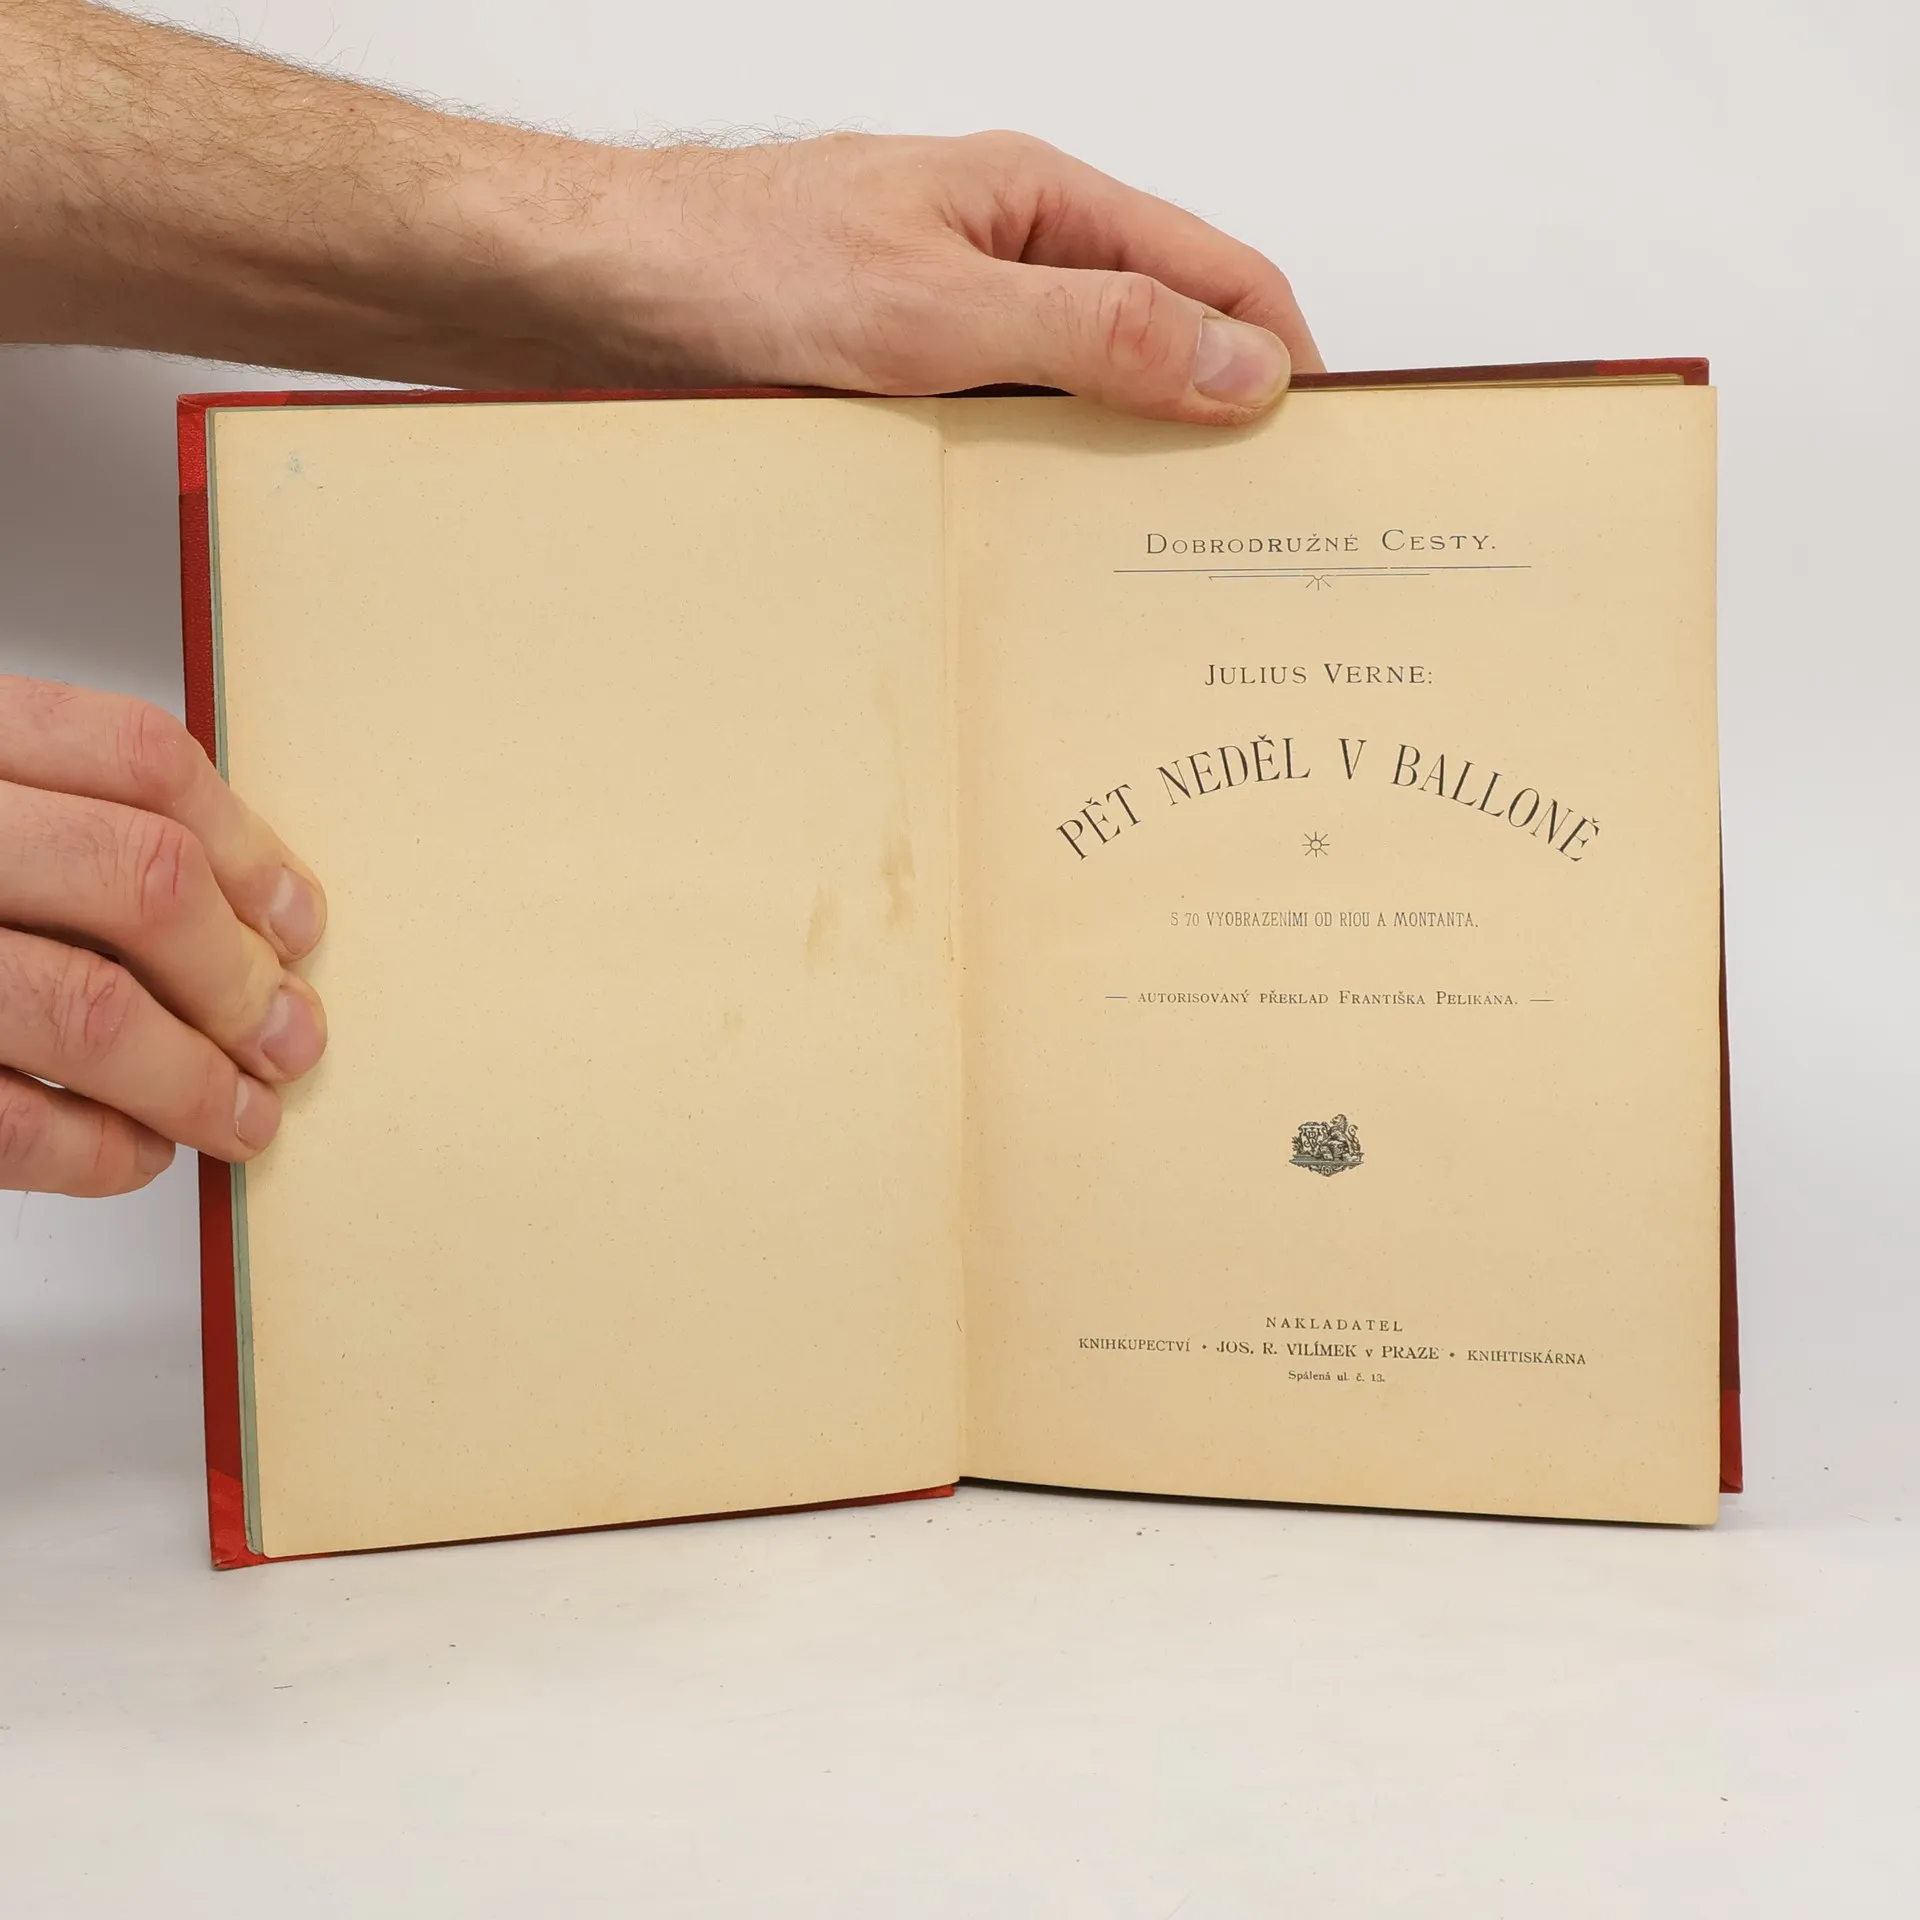 DOBRODRUŽNÉ CESTY.
JULIUS VERNE:
PĚT NEDĚL V BALLONĚ
S 70 VYOBRAZENÍMI OD RIOU A MONTANTA.
— AUTORISOVANÝ PŘEKLAD FRANTIŠKA PELIKÁNA. —
NAKLADATEL
KNIHKUPECTVÍ • JOS. R. VILÍMEK v PRAZE • KNIHTISKÁRNA
Spálená ul. č. 13.